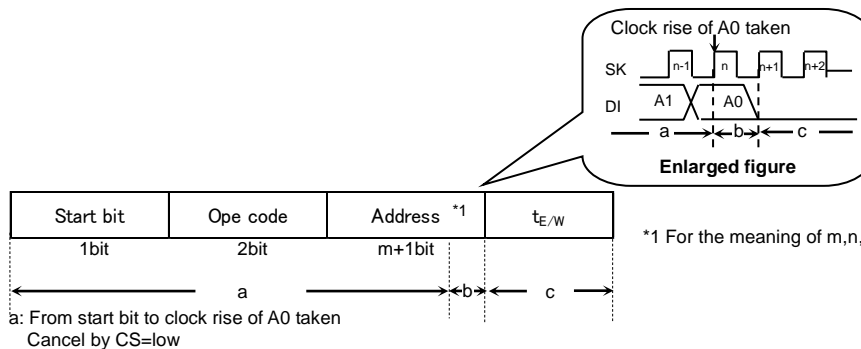 Clock rise of A0 taken
SK n-1 n n+1 n+2
DI A1 A0
a b c
Enlarged figure
Start bit Ope code Address *1 tE/W
1bit 2bit m+1bit
*1 For the meaning of m,n,
a b c
a: From start bit to clock rise of A0 taken
Cancel by CS=low